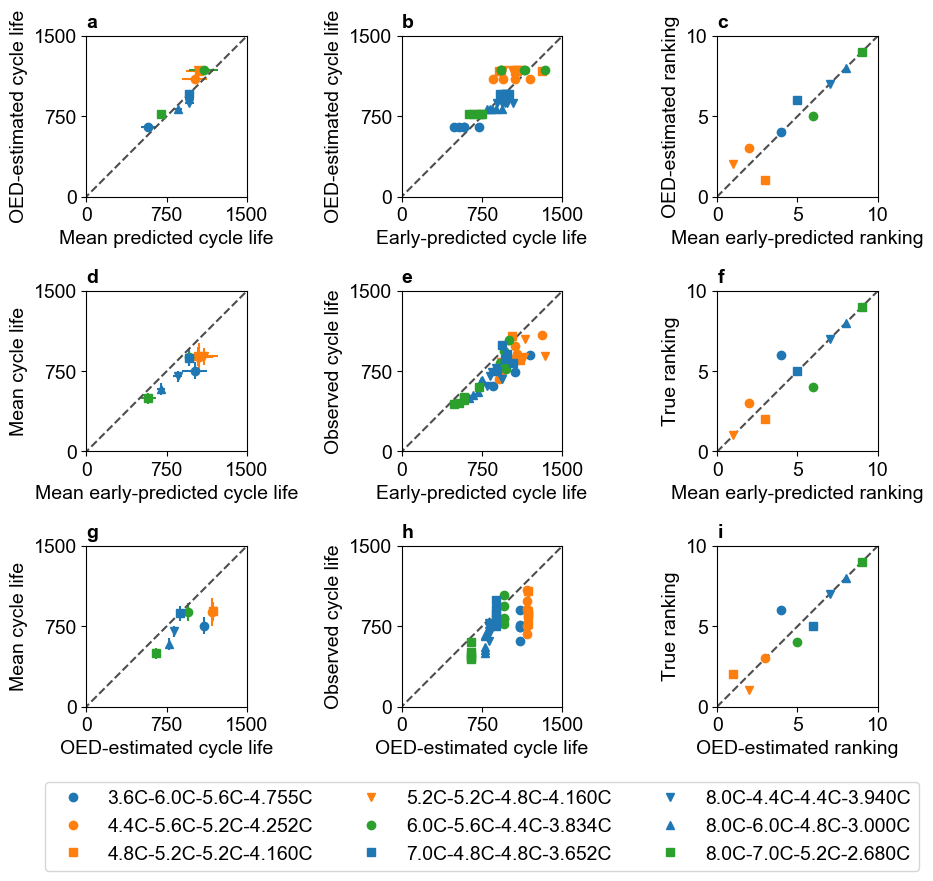 a
OED-estimated cycle life
1500
750
0
0 750 1500
Mean predicted cycle life
b
OED-estimated cycle life
1500
750
0
0 750 1500
Early-predicted cycle life
c
OED-estimated ranking
10
5
0
0 5 10
Mean early-predicted ranking
d
Mean cycle life
1500
750
0
0 750 1500
Mean early-predicted cycle life
e
Observed cycle life
1500
750
0
0 750 1500
Early-predicted cycle life
f
True ranking
10
5
0
0 5 10
Mean early-predicted ranking
g
Mean cycle life
1500
750
0
0 750 1500
OED-estimated cycle life
h
Observed cycle life
1500
750
0
0 750 1500
OED-estimated cycle life
i
True ranking
10
5
0
0 5 10
OED-estimated ranking
3.6C-6.0C-5.6C-4.755C
4.4C-5.6C-5.2C-4.252C
4.8C-5.2C-5.2C-4.160C
5.2C-5.2C-4.8C-4.160C
6.0C-5.6C-4.4C-3.834C
7.0C-4.8C-4.8C-3.652C
8.0C-4.4C-4.4C-3.940C
8.0C-6.0C-4.8C-3.000C
8.0C-7.0C-5.2C-2.680C